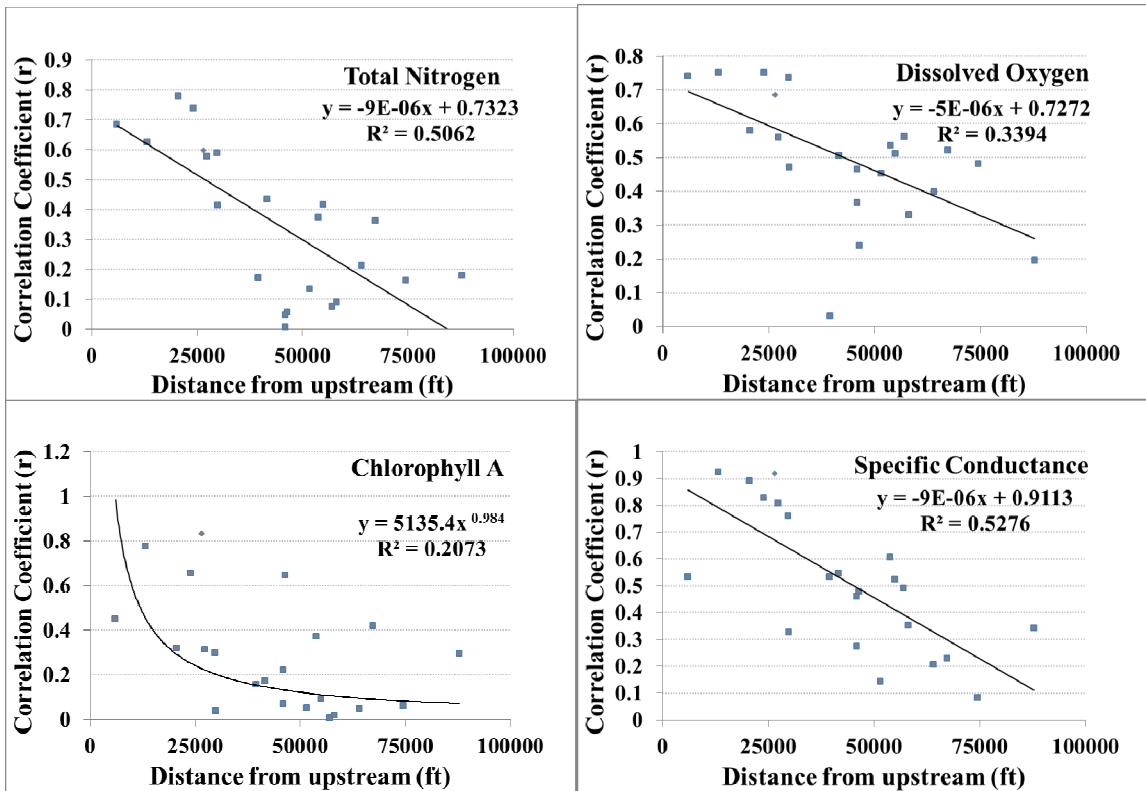 Total Nitrogen
y = -9E-06x + 0.7323
R² = 0.5062
0.9
0.8
0.7
0.6
0.5
0.4
0.3
0.2
0.1
0
Correlation Coefficient (r)
0 25000 50000 75000 100000
Distance from upstream (ft)
Dissolved Oxygen
y = -5E-06x + 0.7272
R² = 0.3394
0.8
0.7
0.6
0.5
0.4
0.3
0.2
0.1
0
Correlation Coefficient (r)
0 25000 50000 75000 100000
Distance from upstream (ft)
Chlorophyll A
y = 5135.4x 0.984
R² = 0.2073
1.2
1
0.8
0.6
0.4
0.2
0
Correlation Coefficient (r)
0 25000 50000 75000 100000
Distance from upstream (ft)
Specific Conductance
y = -9E-06x + 0.9113
R² = 0.5276
1
0.9
0.8
0.7
0.6
0.5
0.4
0.3
0.2
0.1
0
Correlation Coefficient (r)
0 25000 50000 75000 100000
Distance from upstream (ft)